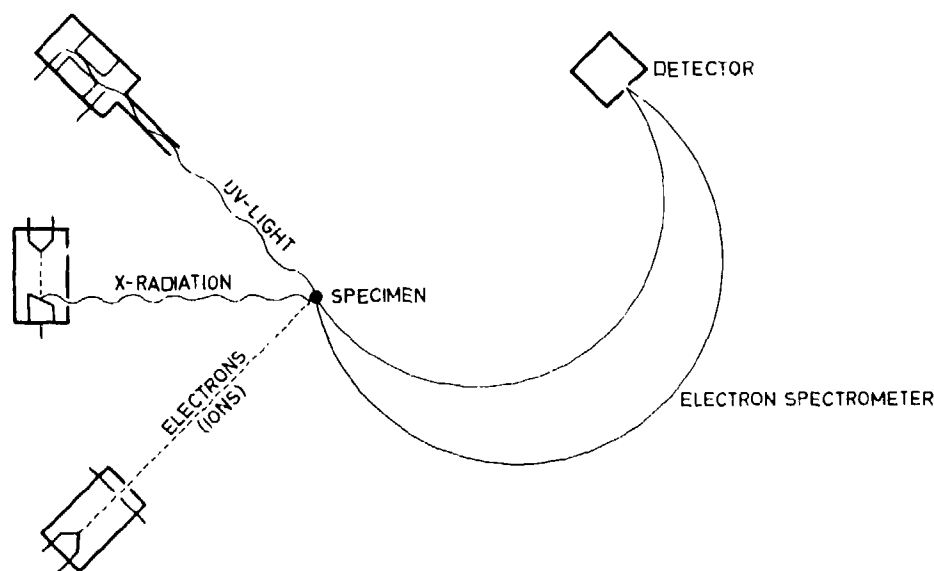 DETECTOR
UV-LIGHT
X-RADIATION
SPECIMEN
ELECTRONS
(IONS)
ELECTRON SPECTROMETER